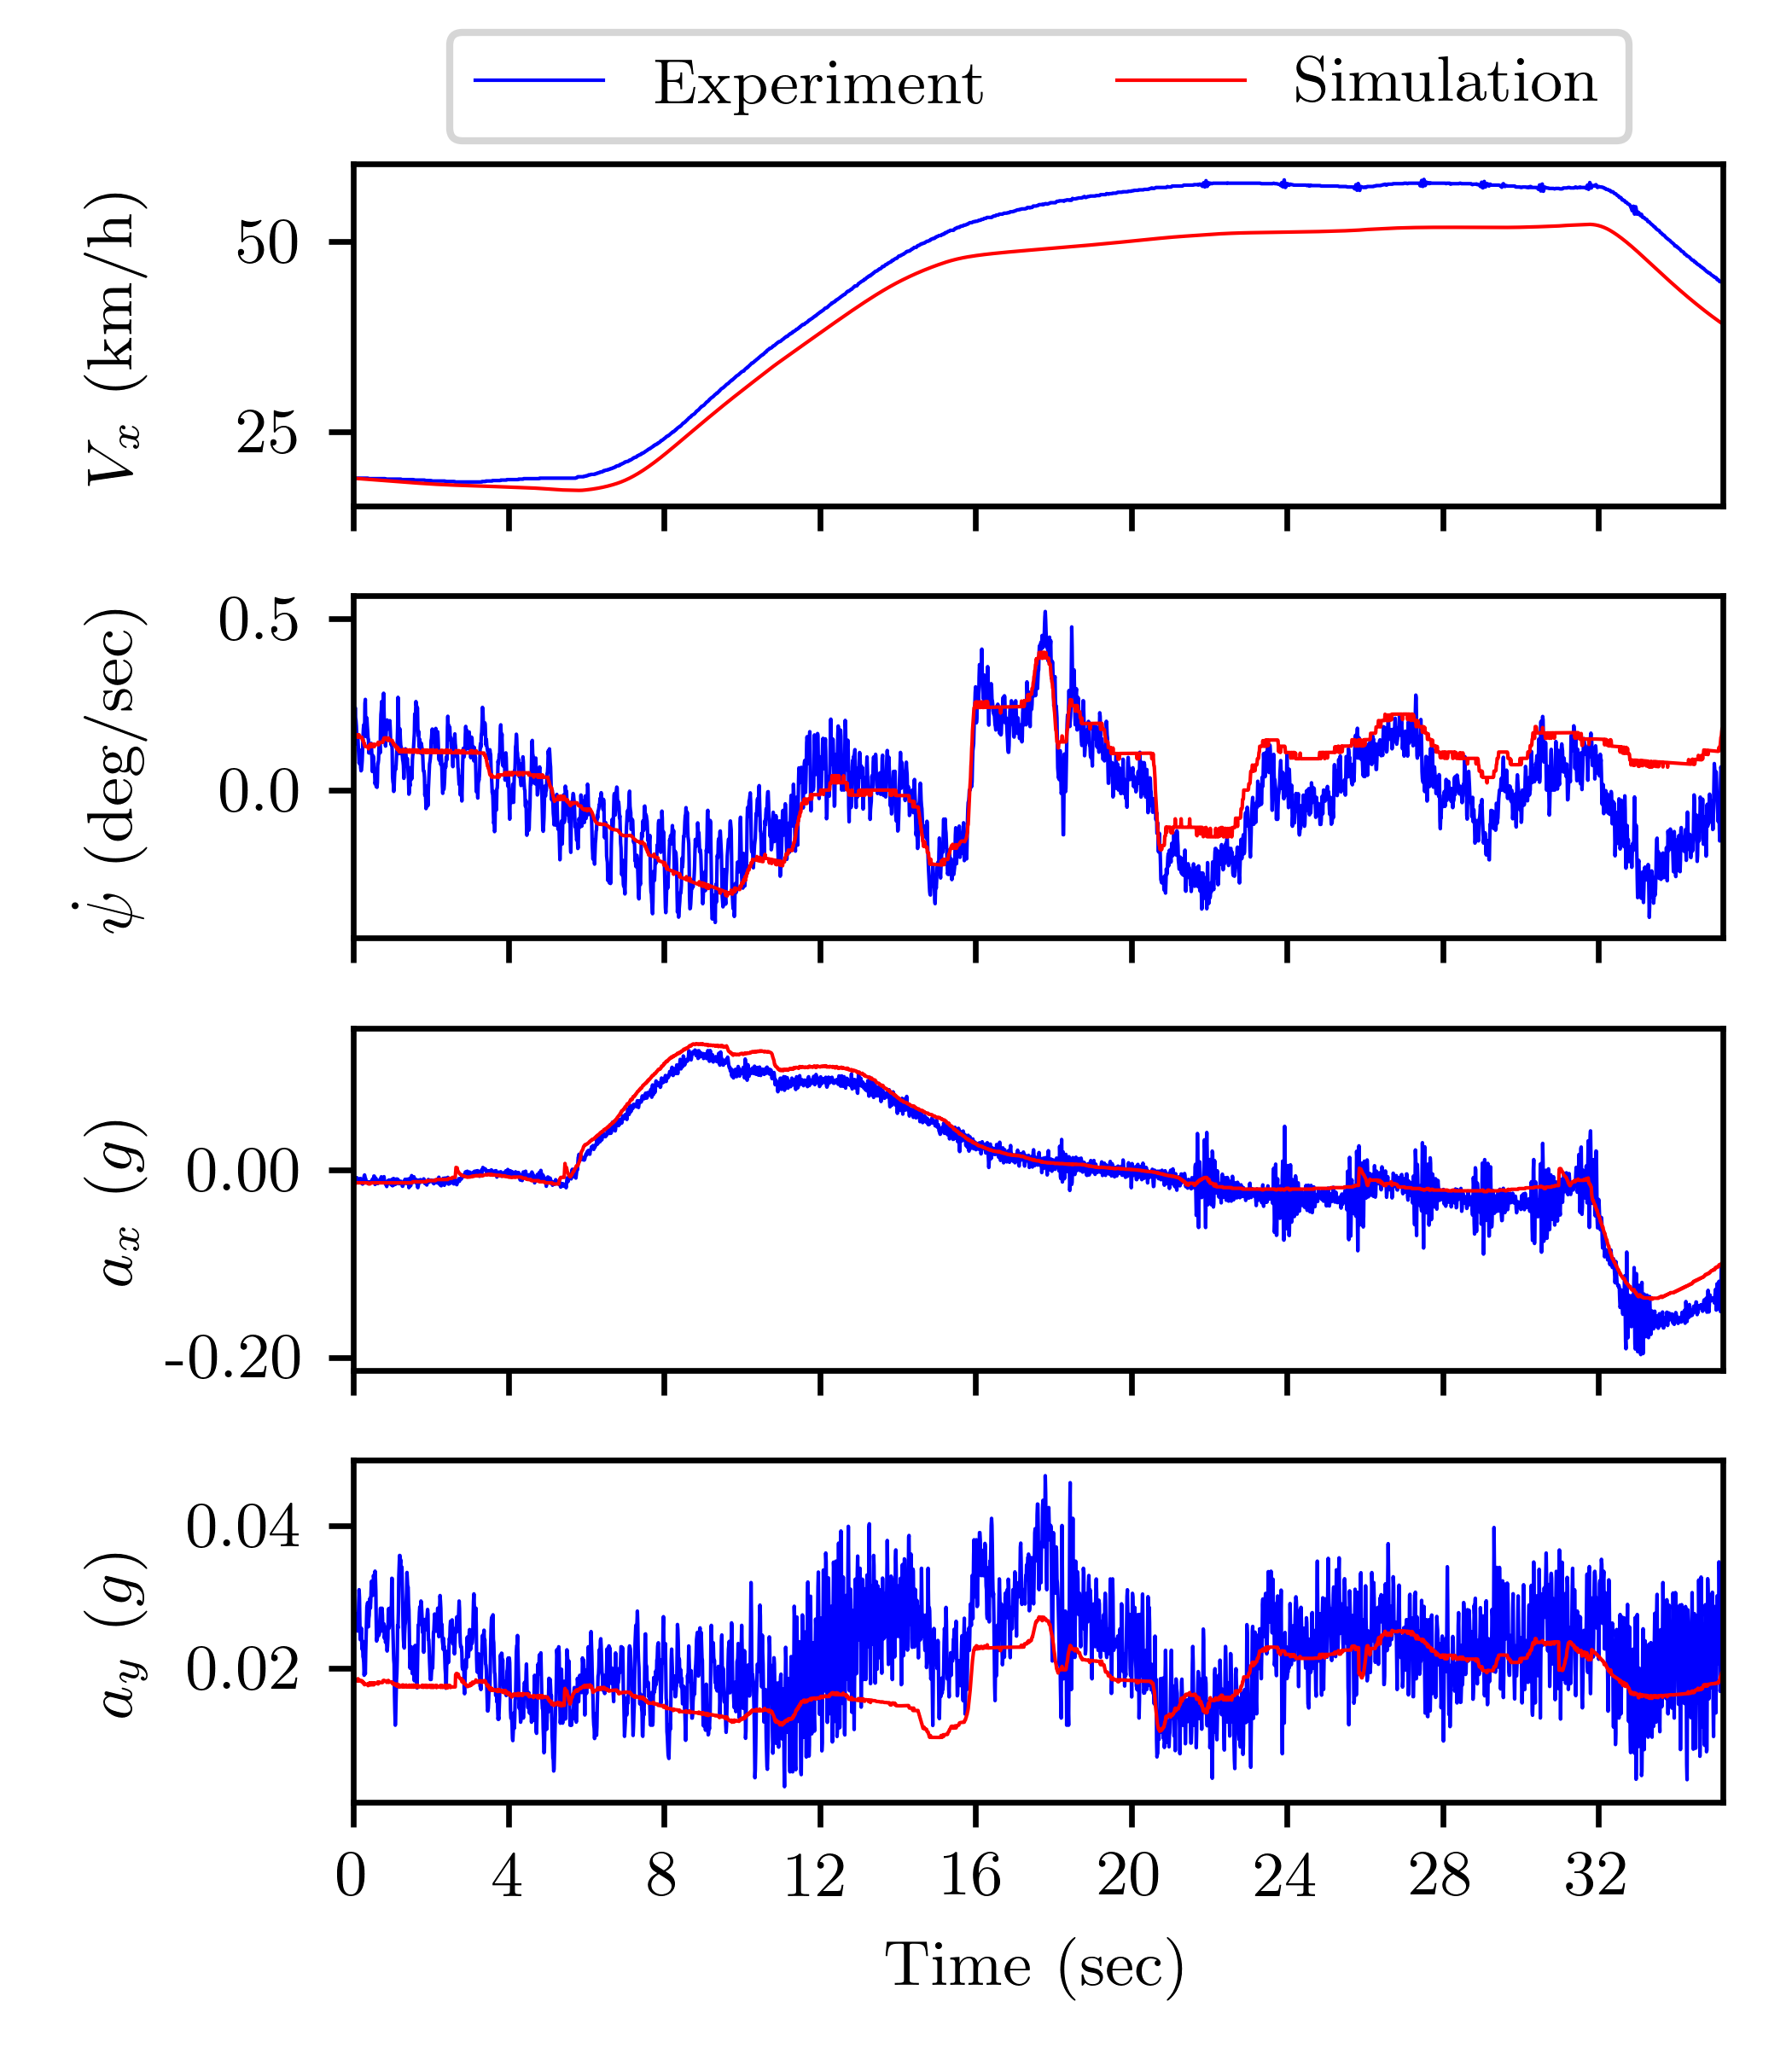 Experiment Simulation
V_x (km/h)
50
25
ψ̇ (deg/sec)
0.5
0.0
a_x (g)
0.00
-0.20
a_y (g)
0.04
0.02
0 4 8 12 16 20 24 28 32
Time (sec)